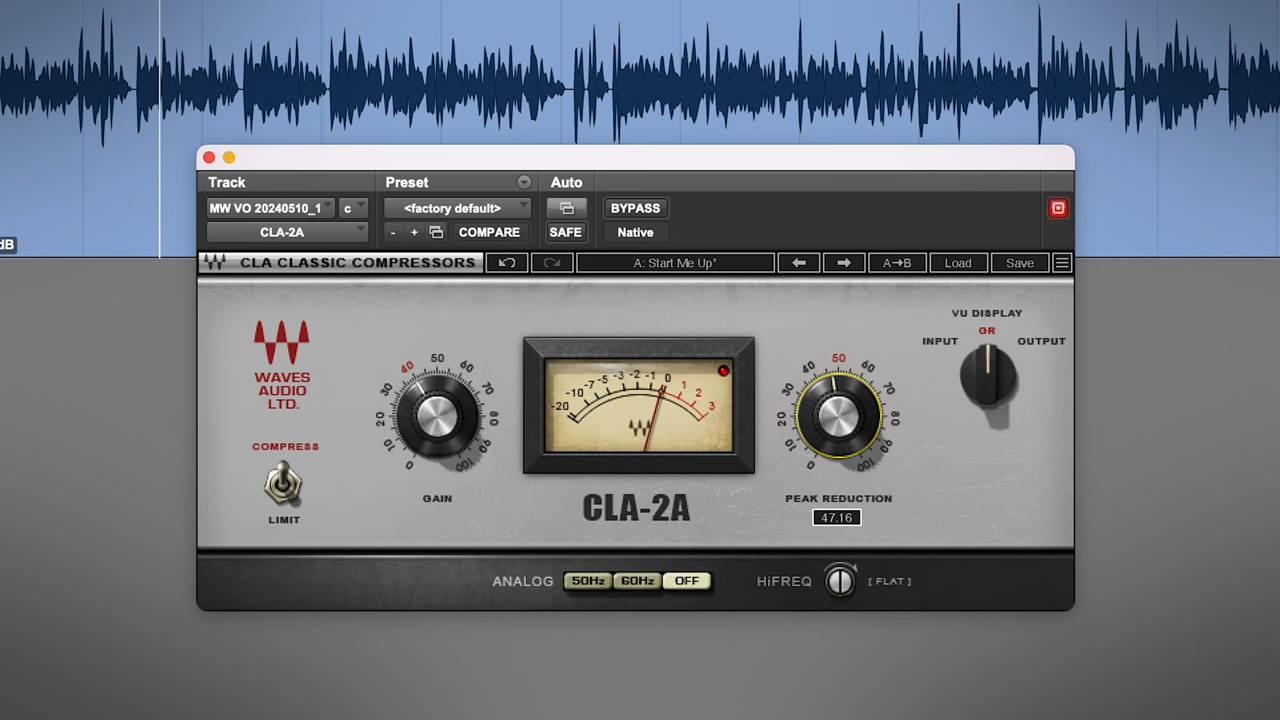 dB
Track
Preset
Auto
MW VO 20240510_1
c
<factory default>
BYPASS
CLA-2A
- +
COMPARE
SAFE
Native
CLA CLASSIC COMPRESSORS
A: Start Me Up*
A➔B
Load
Save
WAVES
AUDIO
LTD.
COMPRESS
LIMIT
0 10 20 30 40 50 60 70 80 90 100
GAIN
-20 -10 -7 -5 -3 -2 -1 0 1 2 3
CLA-2A
0 10 20 30 40 50 60 70 80 90 100
PEAK REDUCTION
47.16
VU DISPLAY
GR
INPUT
OUTPUT
ANALOG
50Hz
60Hz
OFF
HiFREQ
[ FLAT ]